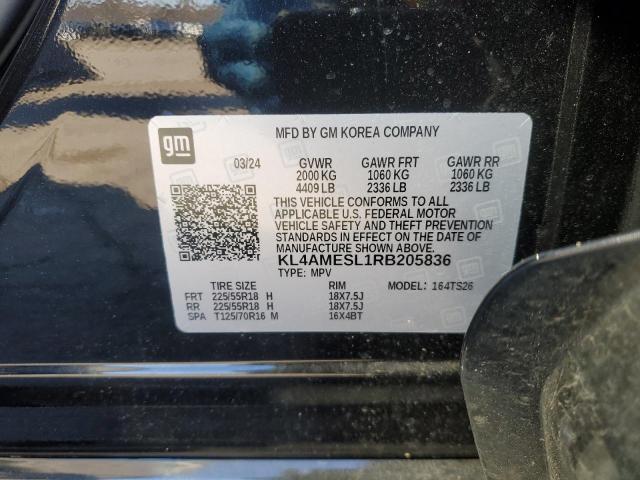 gm
MFD BY GM KOREA COMPANY
03/24 GVWR GAWR FRT GAWR RR
2000 KG 1060 KG 1060 KG
4409 LB 2336 LB 2336 LB
THIS VEHICLE CONFORMS TO ALL
APPLICABLE U.S. FEDERAL MOTOR
VEHICLE SAFETY AND THEFT PREVENTION
STANDARDS IN EFFECT ON THE DATE OF
MANUFACTURE SHOWN ABOVE.
KL4AMESL1RB205836
TYPE: MPV MODEL: 164TS26
TIRE SIZE RIM
FRT 225/55R18 H 18X7.5J
RR 225/55R18 H 18X7.5J
SPA T125/70R16 M 16X4BT